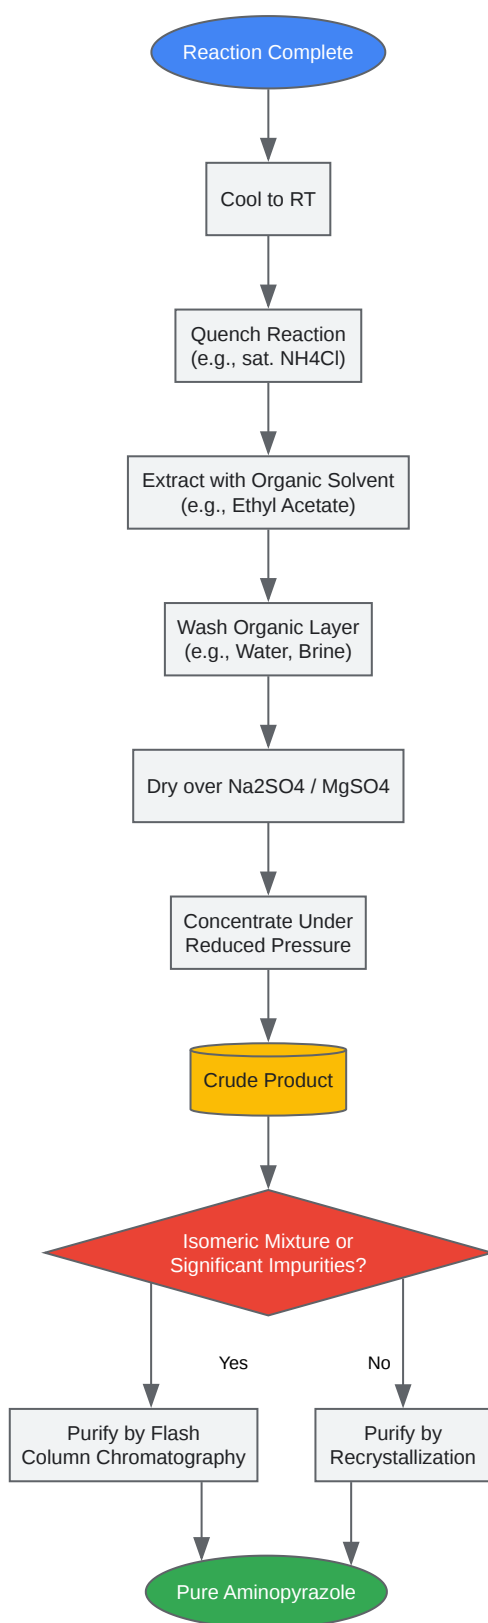 Reaction Complete
Cool to RT
Quench Reaction
(e.g., sat. NH4Cl)
Extract with Organic Solvent
(e.g., Ethyl Acetate)
Wash Organic Layer
(e.g., Water, Brine)
Dry over Na2SO4 / MgSO4
Concentrate Under
Reduced Pressure
Crude Product
Isomeric Mixture or
Significant Impurities?
Yes
No
Purify by Flash
Column Chromatography
Purify by
Recrystallization
Pure Aminopyrazole